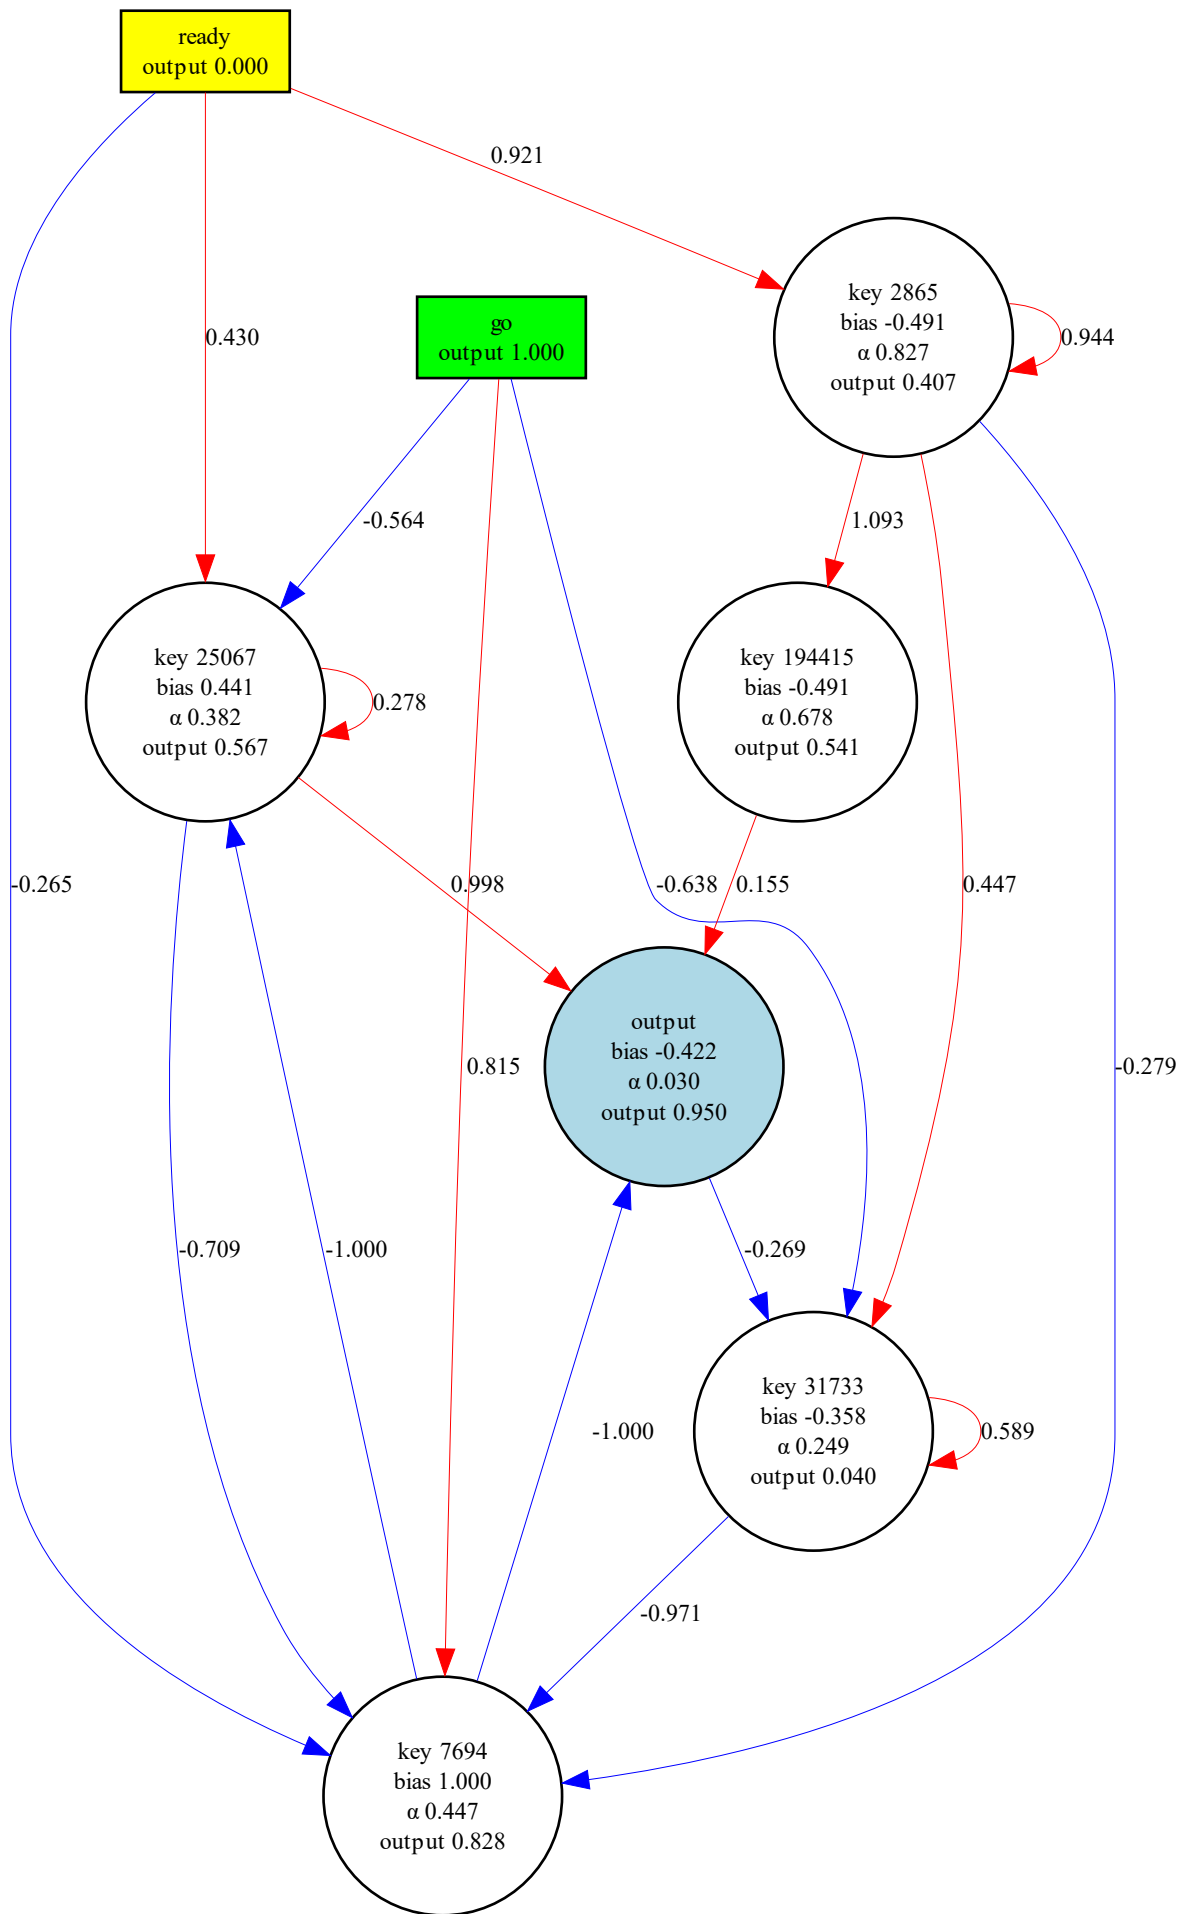 ready
output 0.000
0.921
key 2865
bias -0.491
α 0.827
output 0.407
0.944
go
output 1.000
0.430
-0.564
1.093
key 25067
bias 0.441
α 0.382
output 0.567
0.278
key 194415
bias -0.491
α 0.678
output 0.541
-0.265
0.998
-0.638
0.155
0.447
output
bias -0.422
α 0.030
output 0.950
0.815
-0.279
-0.709
-1.000
-0.269
key 31733
bias -0.358
α 0.249
output 0.040
-1.000
0.589
-0.971
key 7694
bias 1.000
α 0.447
output 0.828